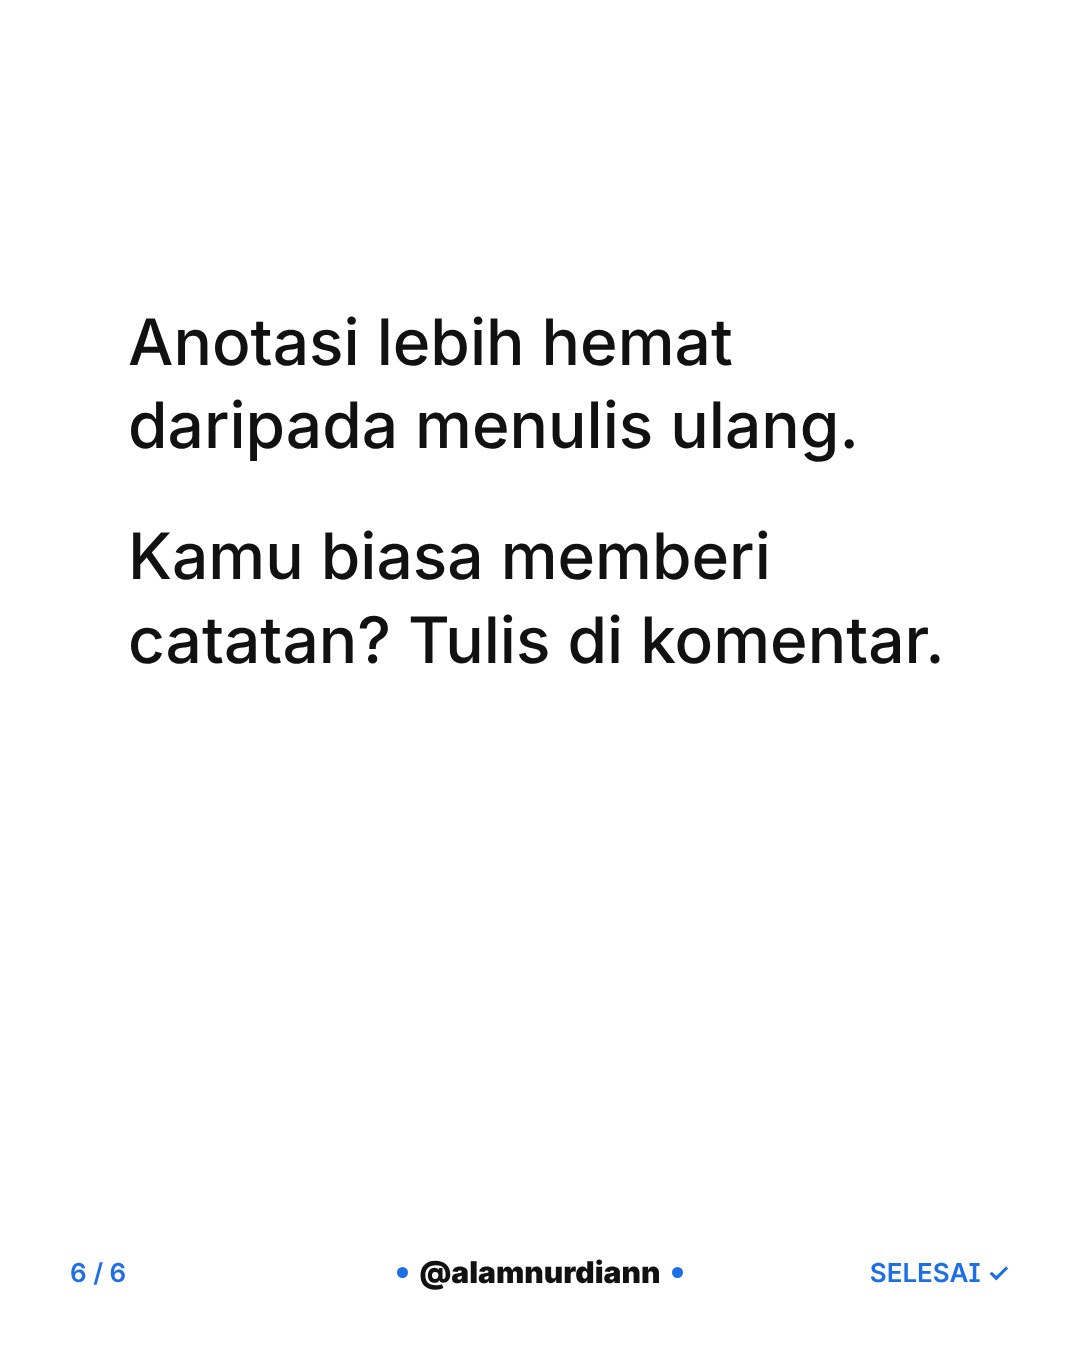 Anotasi lebih hemat
daripada menulis ulang.
Kamu biasa memberi
catatan? Tulis di komentar.
6 / 6
• @alamnurdiann •
SELESAI ✓